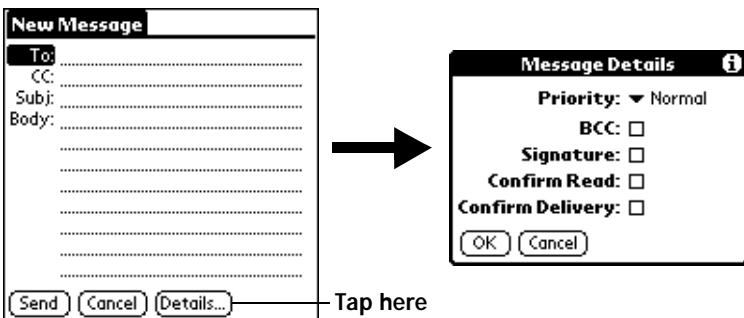 New Message
To:
CC:
Subj:
Body:
Send Cancel Details...
Tap here
Message Details i
Priority: Normal
BCC:
Signature:
Confirm Read:
Confirm Delivery:
OK Cancel